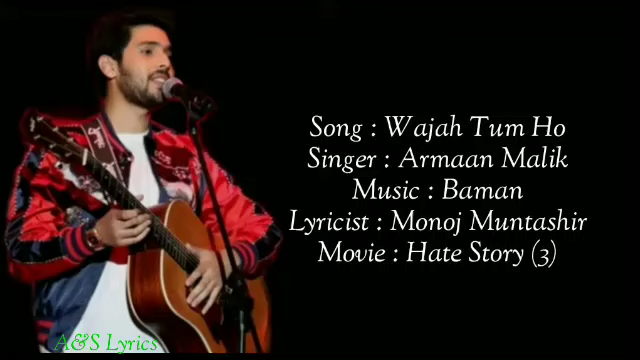 Song : Wajah Tum Ho
Singer : Armaan Malik
Music : Baman
Lyricist : Monoj Muntashir
Movie : Hate Story (3)
A&S Lyrics